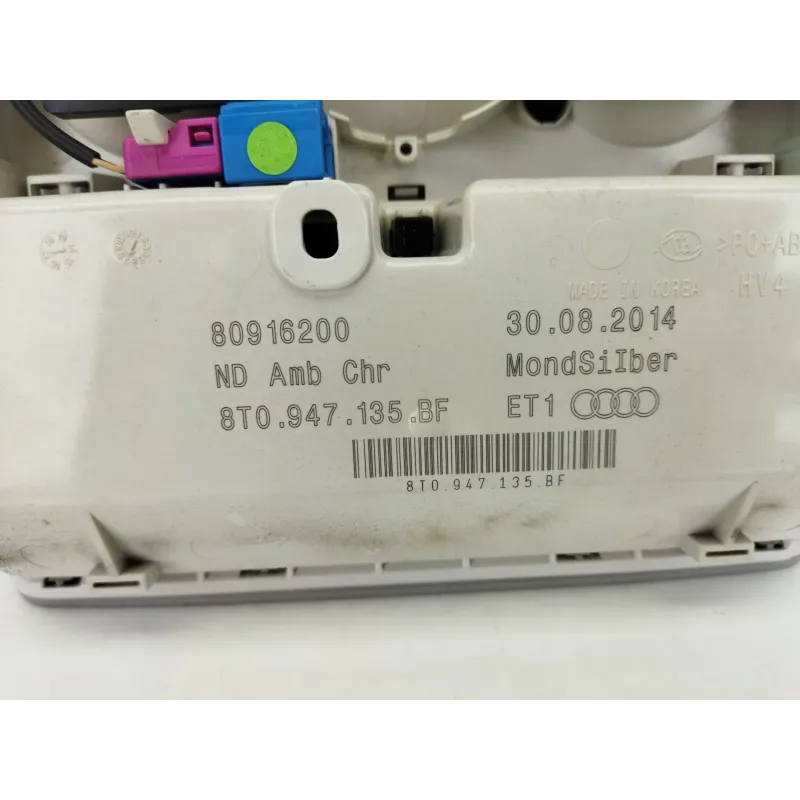 >PC+AB
MADE IN KOREA HV4
80916200 30.08.2014
ND Amb Chr MondSilber
8T0.947.135.BF ET1
8T0.947.135.BF